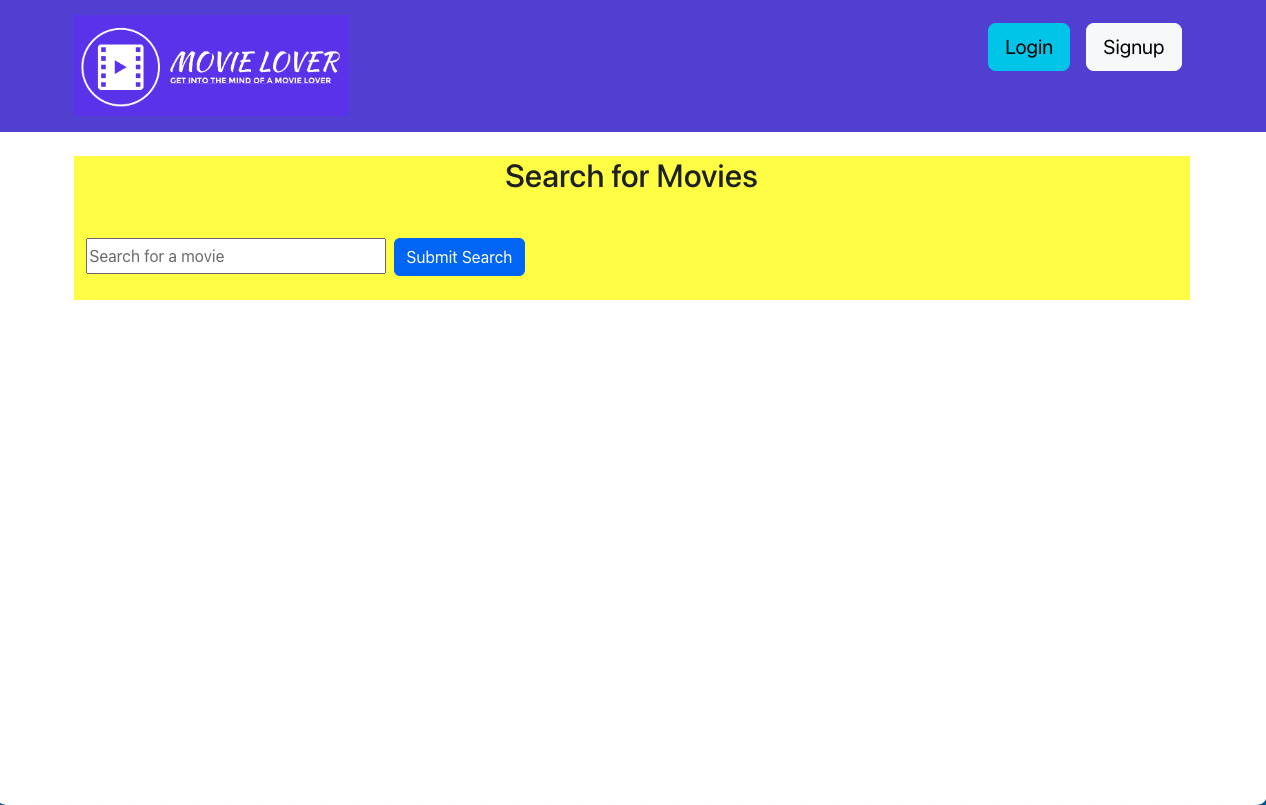 MOVIE LOVER
GET INTO THE MIND OF A MOVIE LOVER
Login
Signup
Search for Movies
Search for a movie
Submit Search